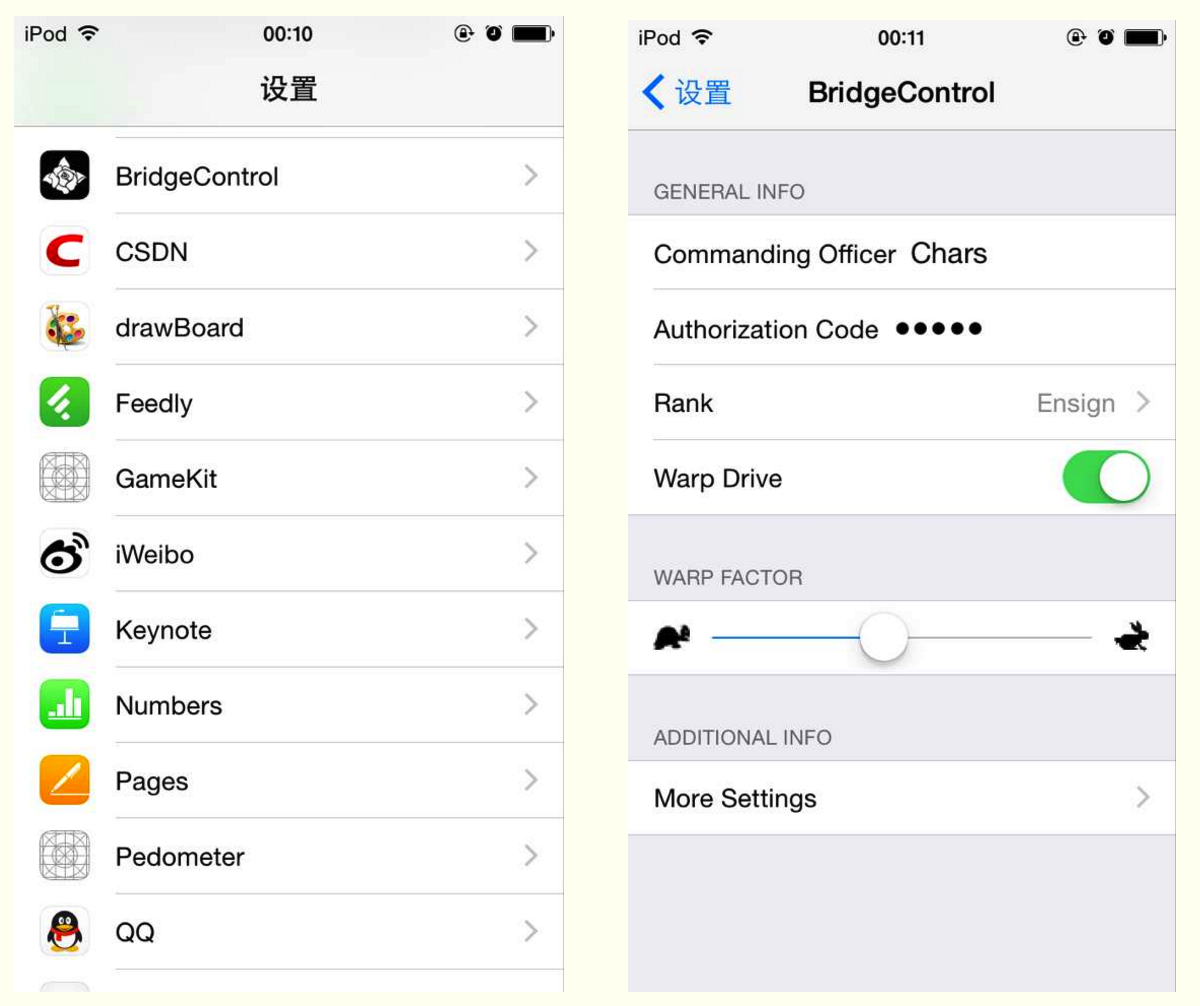 iPod 00:10
设置
BridgeControl
CSDN
drawBoard
Feedly
GameKit
iWeibo
Keynote
Numbers
Pages
Pedometer
QQ
iPod 00:11
设置 BridgeControl
GENERAL INFO
Commanding Officer Chars
Authorization Code •••••
Rank Ensign
Warp Drive
WARP FACTOR
ADDITIONAL INFO
More Settings